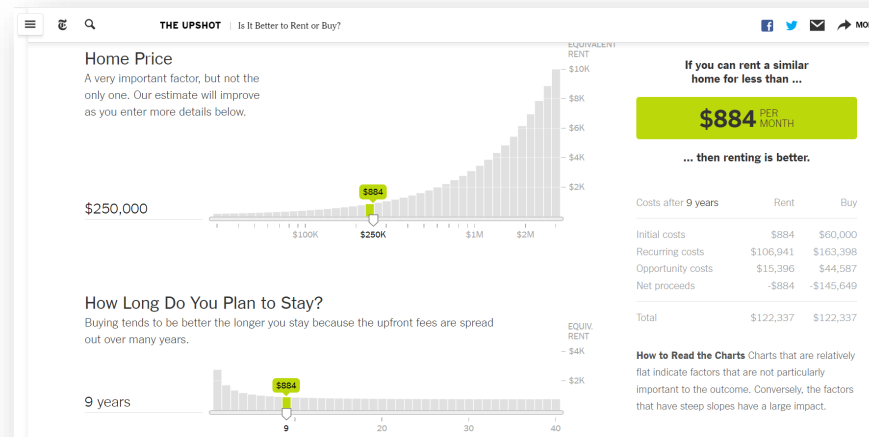 THE UPSHOT | Is It Better to Rent or Buy?
MO
Home Price
A very important factor, but not the
only one. Our estimate will improve
as you enter more details below.
$250,000
EQUIVALENT
RENT
$10K
$8K
$6K
$4K
$2K
$884
$100K
$250K
$1M
$2M
How Long Do You Plan to Stay?
Buying tends to be better the longer you stay because the upfront fees are spread
out over many years.
9 years
EQUIV.
RENT
$4K
$2K
$884
9
20
30
40
If you can rent a similar
home for less than ...
$884 PER
MONTH
... then renting is better.
Costs after 9 years Rent Buy
Initial costs $884 $60,000
Recurring costs $106,941 $163,398
Opportunity costs $15,396 $44,587
Net proceeds -$884 -$145,649
Total $122,337 $122,337
How to Read the Charts Charts that are relatively
flat indicate factors that are not particularly
important to the outcome. Conversely, the factors
that have steep slopes have a large impact.